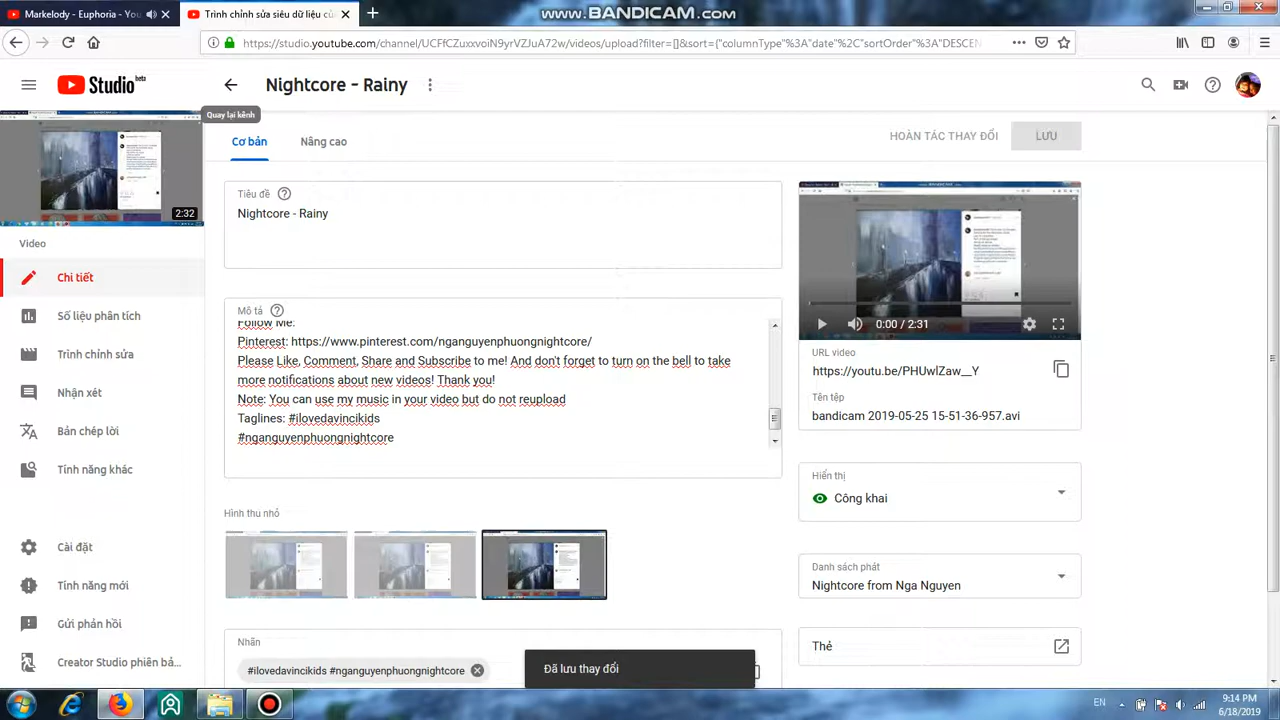 Markelody - Euphoria - You
Trình chỉnh sửa siêu dữ liệu củ
www.BANDICAM.com
https://studio.youtube.com/channel/UCFfCZuxxvoiN9yrVZJuA72w/videos/upload?filter=[]&sort={"columnType"%3A"date"%2C"sortOrder"%3A"DESCEN
Studio beta
Nightcore - Rainy
Quay lại kênh
Cơ bản
Nâng cao
HOÀN TÁC THAY ĐỔI
LƯU
2:32
Video
Chi tiết
Số liệu phân tích
Trình chỉnh sửa
Nhận xét
Bản chép lời
Tính năng khác
Cài đặt
Tính năng mới
Gửi phản hồi
Creator Studio phiên bả...
Tiêu đề
Nightcore - Rainy
Mô tả
Follow Me:
Pinterest: https://www.pinterest.com/nganguyenphuongnightcore/
Please Like, Comment, Share and Subscribe to me! And don't forget to turn on the bell to take
more notifications about new videos! Thank you!
Note: You can use my music in your video but do not reupload
Taglines: #ilovedavincikids
#nganguyenphuongnightcore
Hình thu nhỏ
Nhãn
#ilovedavincikids #nganguyenphuongnightcore
Đã lưu thay đổi
0:00 / 2:31
URL video
https://youtu.be/PHUwlZaw__Y
Tên tệp
bandicam 2019-05-25 15-51-36-957.avi
Hiển thị
Công khai
Danh sách phát
Nightcore from Nga Nguyen
Thẻ
EN
9:14 PM
6/18/2019